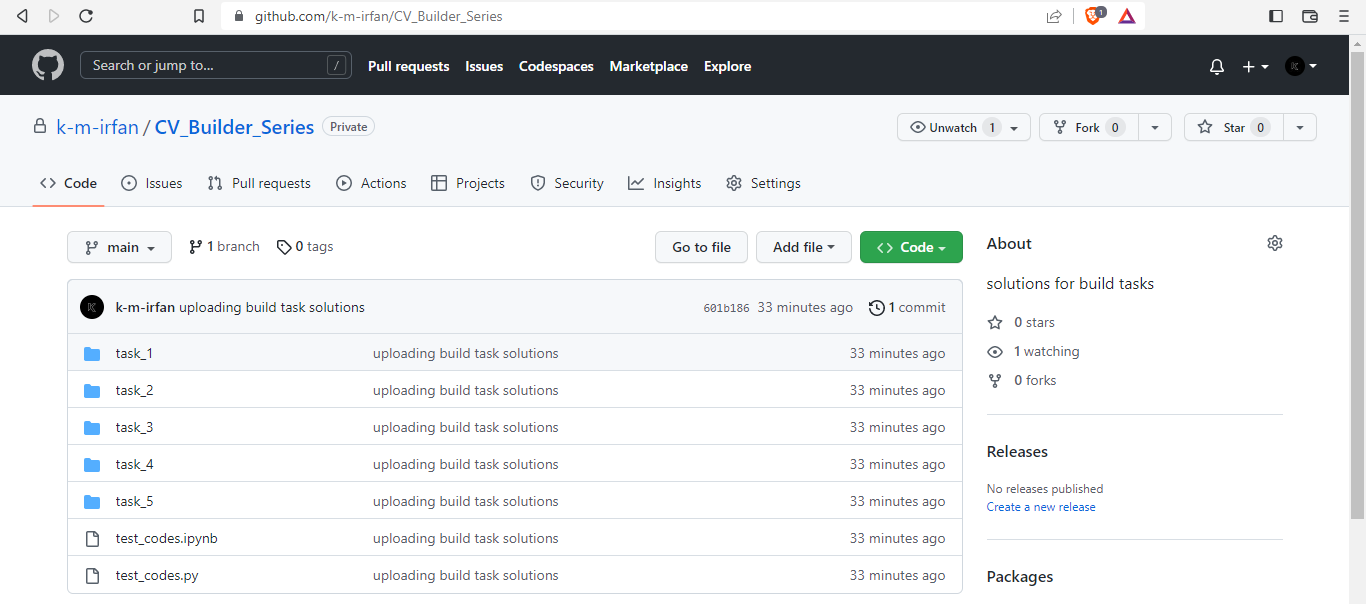 github.com/k-m-irfan/CV_Builder_Series 1
Search or jump to... / Pull requests Issues Codespaces Marketplace Explore
k-m-irfan / CV_Builder_Series Private Unwatch 1 Fork 0 Star 0
Code Issues Pull requests Actions Projects Security Insights Settings
main 1 branch 0 tags Go to file Add file Code
k-m-irfan uploading build task solutions 601b186 33 minutes ago 1 commit
task_1 uploading build task solutions 33 minutes ago
task_2 uploading build task solutions 33 minutes ago
task_3 uploading build task solutions 33 minutes ago
task_4 uploading build task solutions 33 minutes ago
task_5 uploading build task solutions 33 minutes ago
test_codes.ipynb uploading build task solutions 33 minutes ago
test_codes.py uploading build task solutions 33 minutes ago
About
solutions for build tasks
0 stars
1 watching
0 forks
Releases
No releases published
Create a new release
Packages